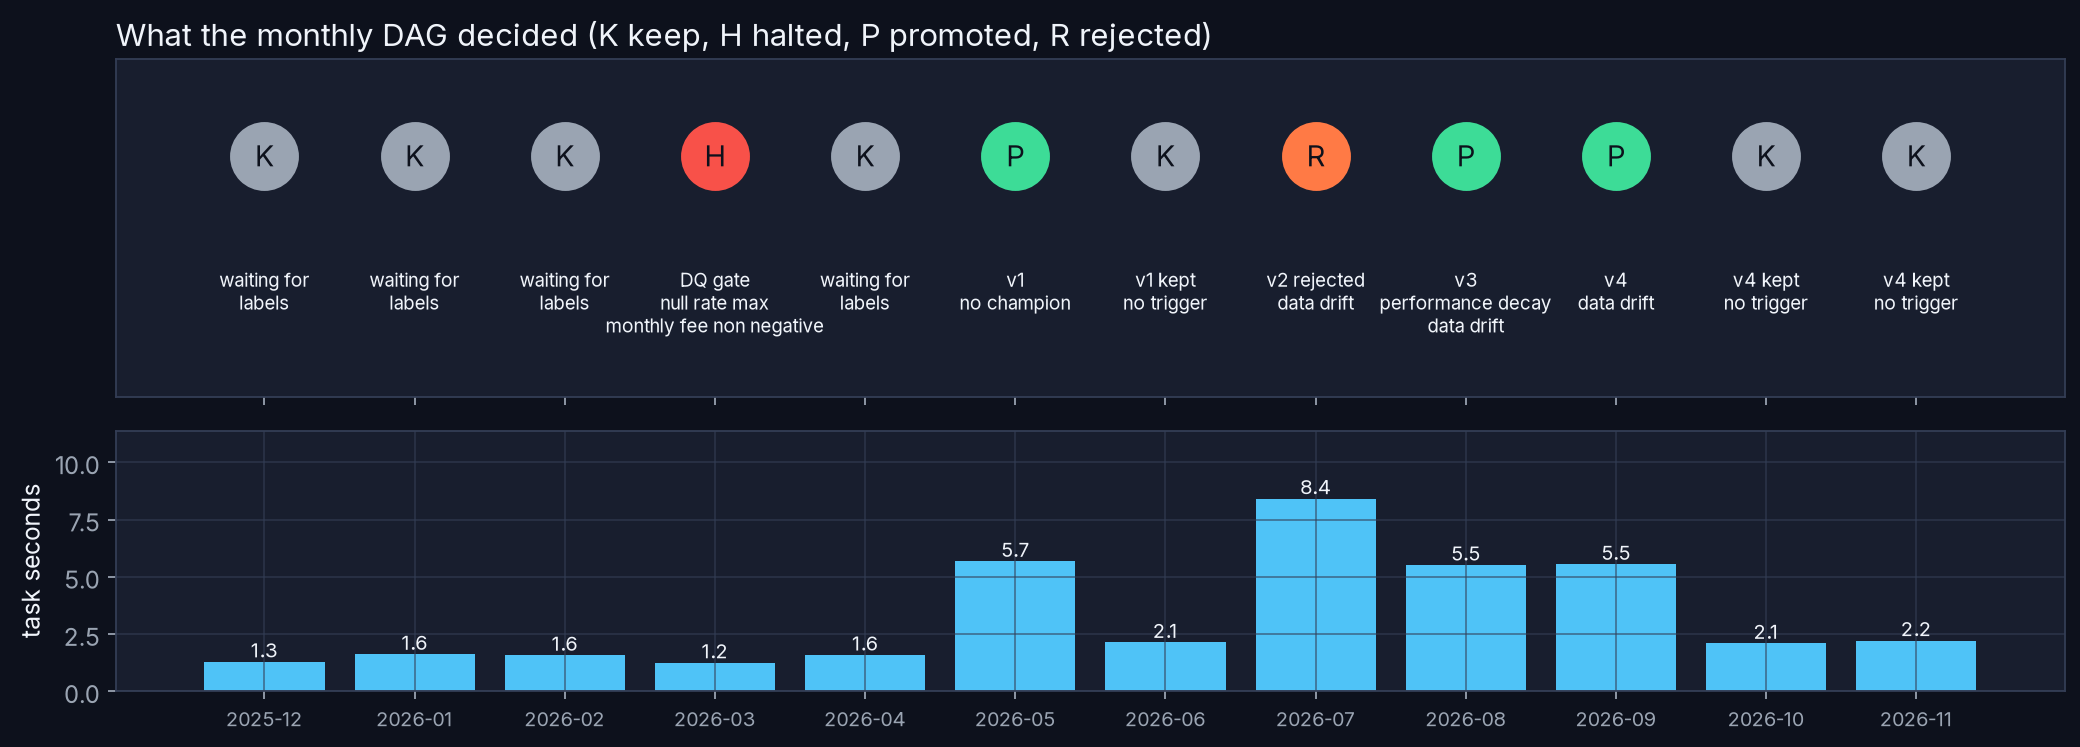 What the monthly DAG decided (K keep, H halted, P promoted, R rejected)
K K K H K P K R P P K K
waiting for
labels
waiting for
labels
waiting for
labels
DQ gate
null rate max
monthly fee non negative
waiting for
labels
v1
no champion
v1 kept
no trigger
v2 rejected
data drift
v3
performance decay
data drift
v4
data drift
v4 kept
no trigger
v4 kept
no trigger
task seconds
10.0
7.5
5.0
2.5
0.0
1.3 1.6 1.6 1.2 1.6 5.7 2.1 8.4 5.5 5.5 2.1 2.2
2025-12 2026-01 2026-02 2026-03 2026-04 2026-05 2026-06 2026-07 2026-08 2026-09 2026-10 2026-11